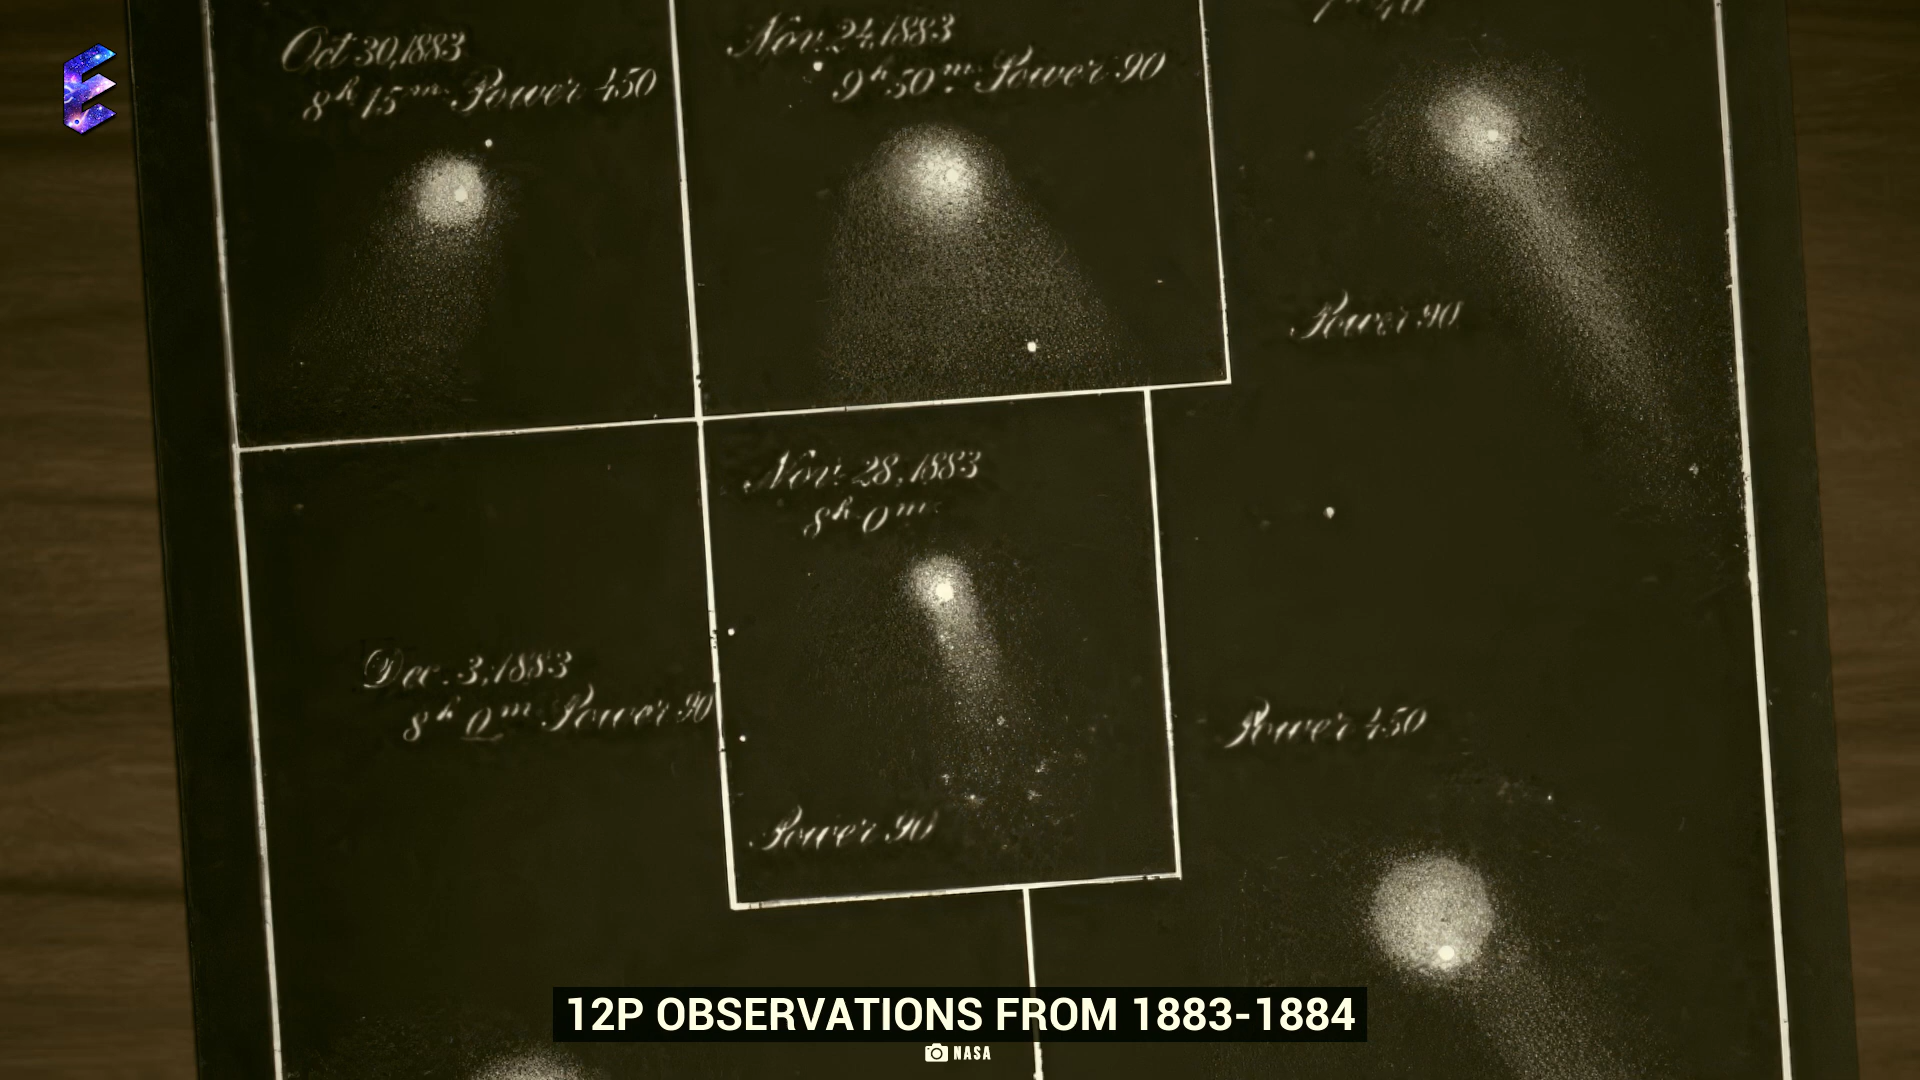 Oct 30,1883
8h 15m. Power 450
Nov. 24,1883
9h 50m. Power 90
Power 90
Nov. 28,1883
8h 0m.
Dec. 3,1883
8h 0m. Power 90
Power 450
Power 90
12P OBSERVATIONS FROM 1883-1884
NASA